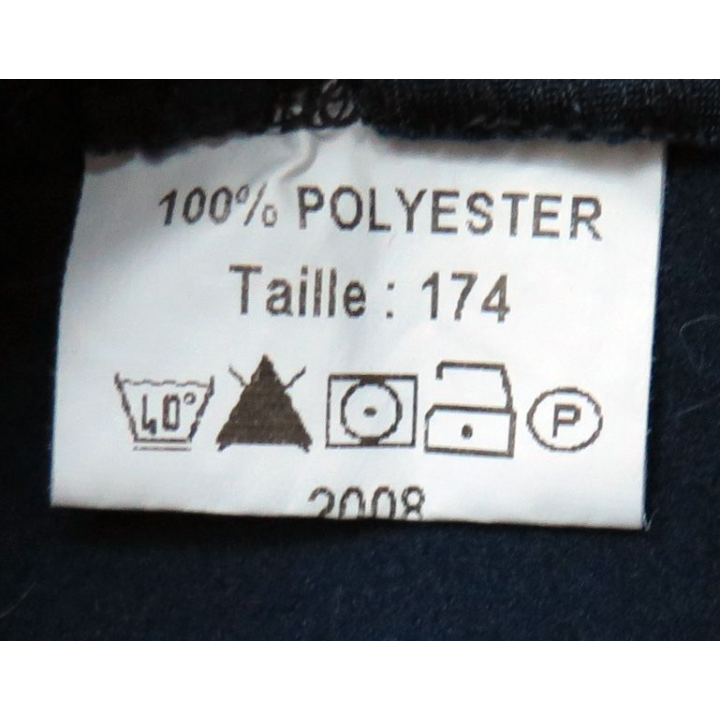 100% POLYESTER
Taille : 174
40° P
2008